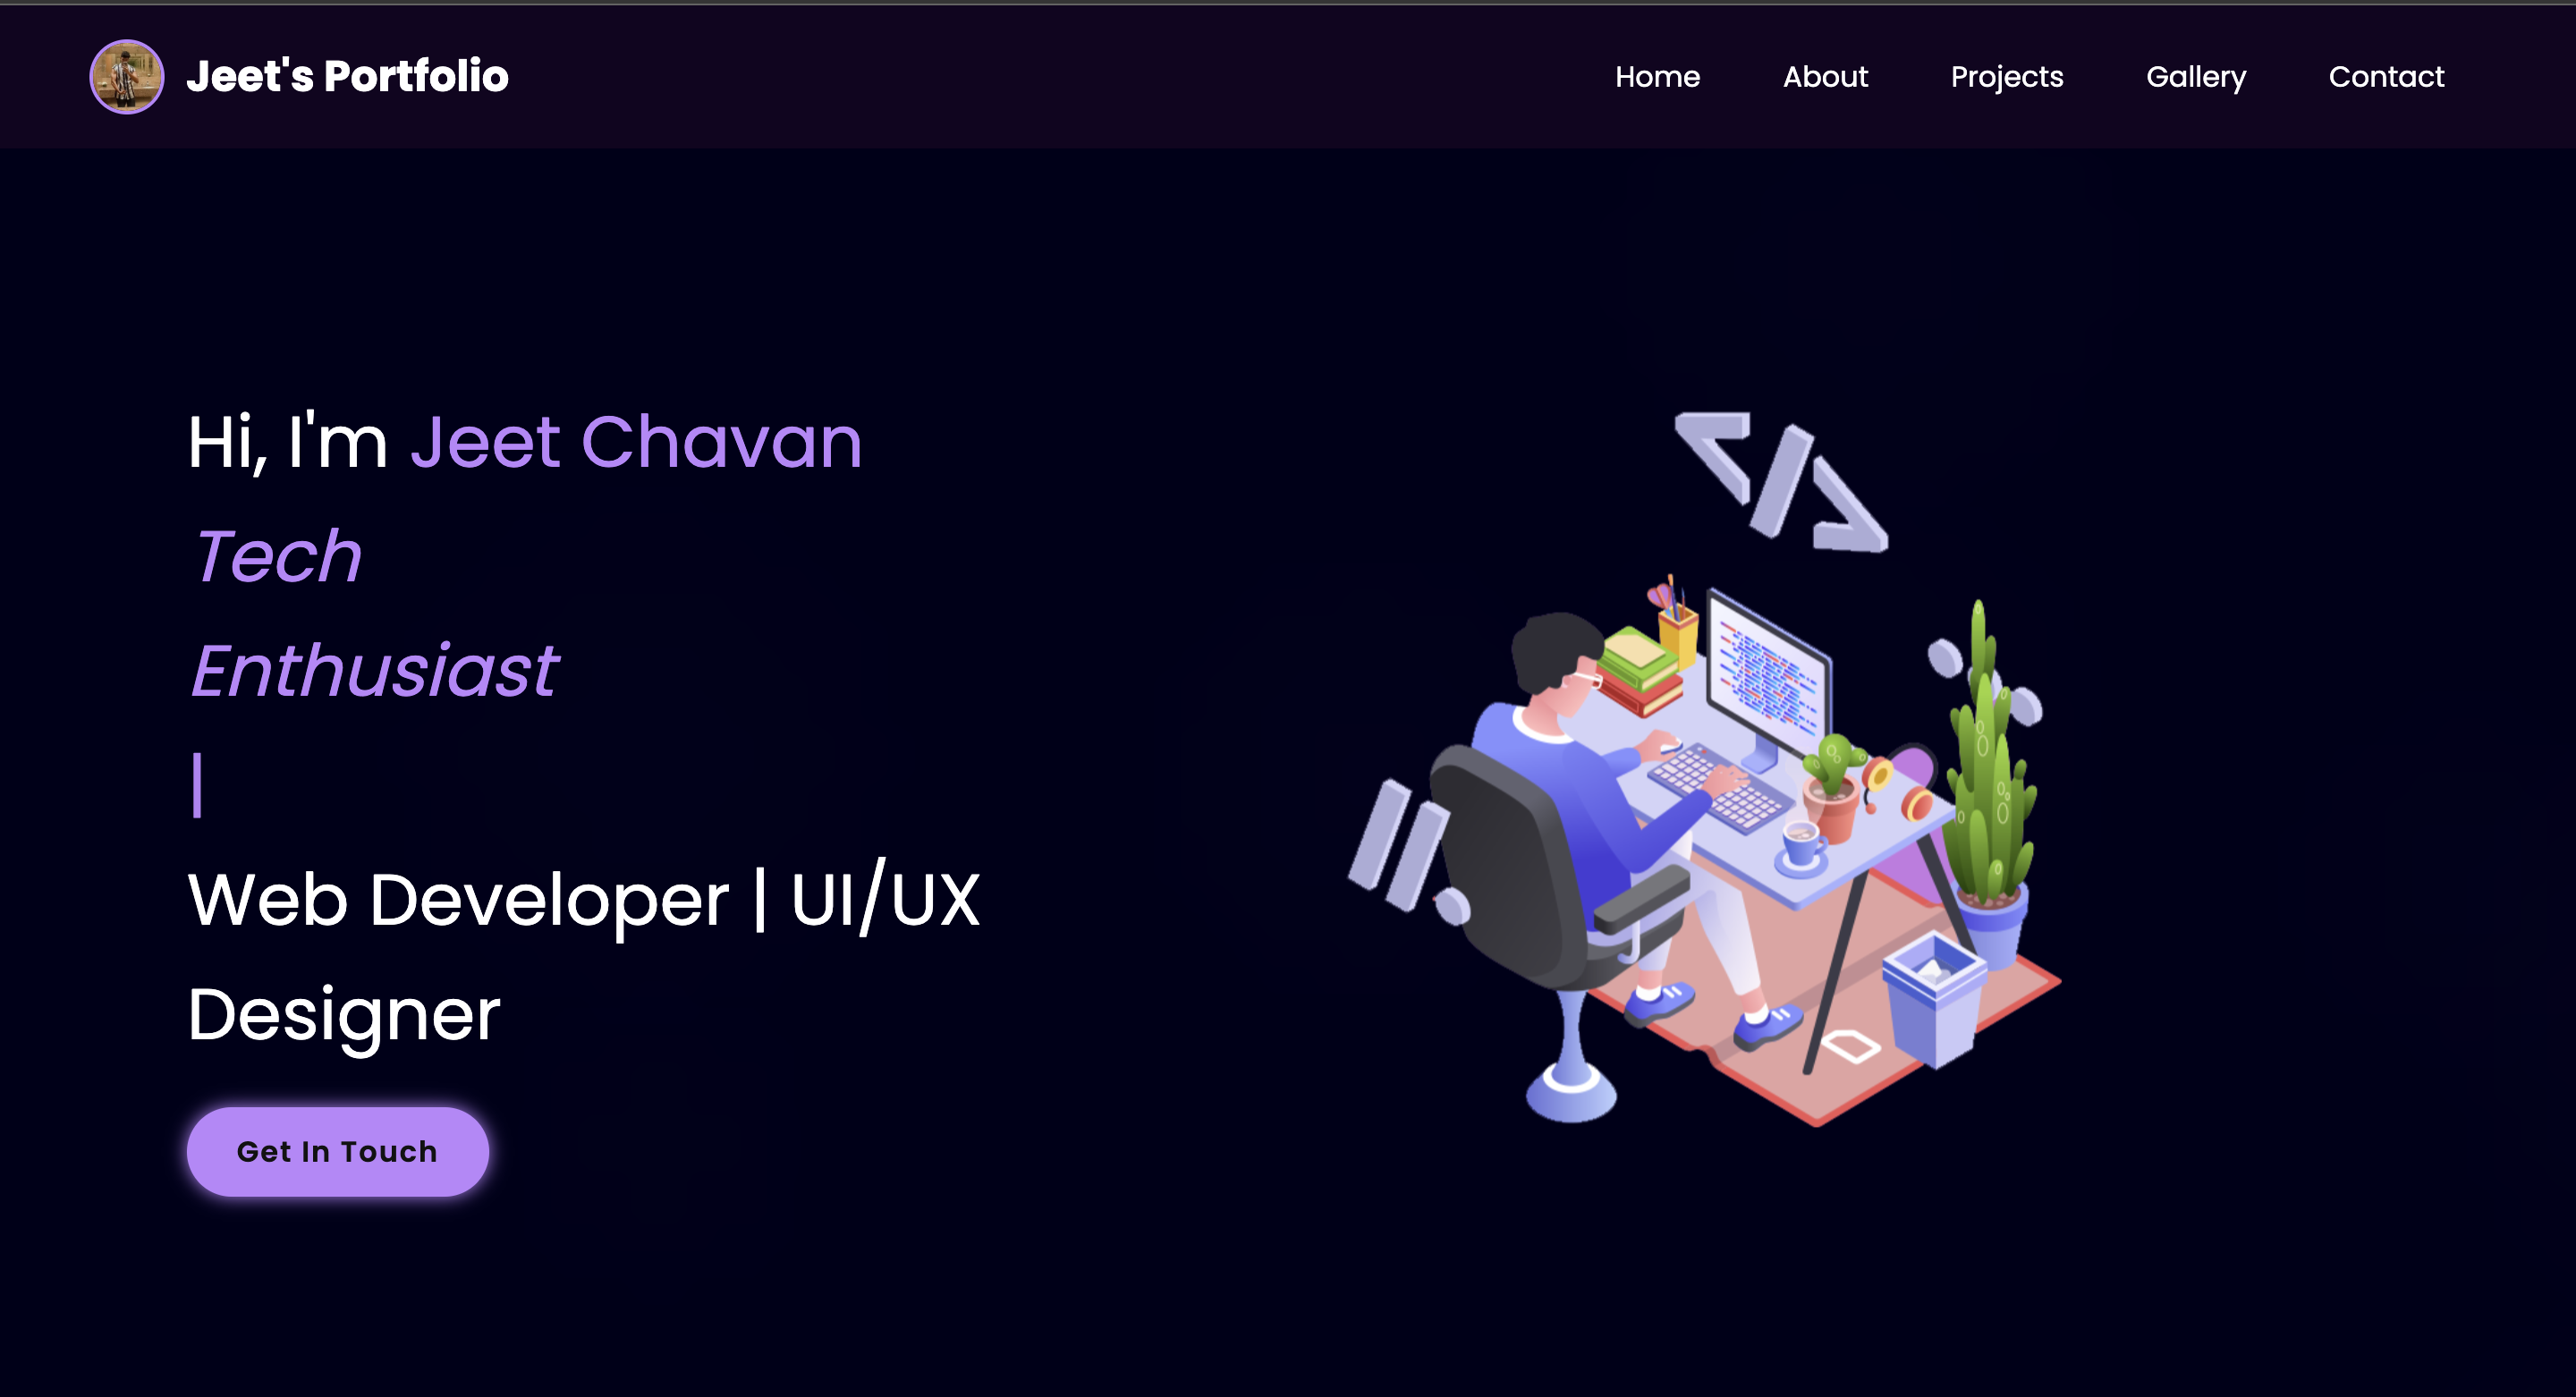 Jeet's Portfolio
Home About Projects Gallery Contact
Hi, I'm Jeet Chavan
Tech
Enthusiast
|
Web Developer | UI/UX
Designer
Get In Touch